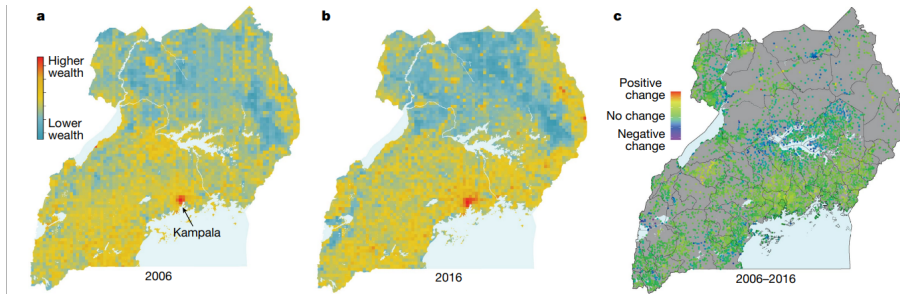 a
Higher
wealth
Lower
wealth
Kampala
2006
b
2016
c
Positive
change
No change
Negative
change
2006–2016